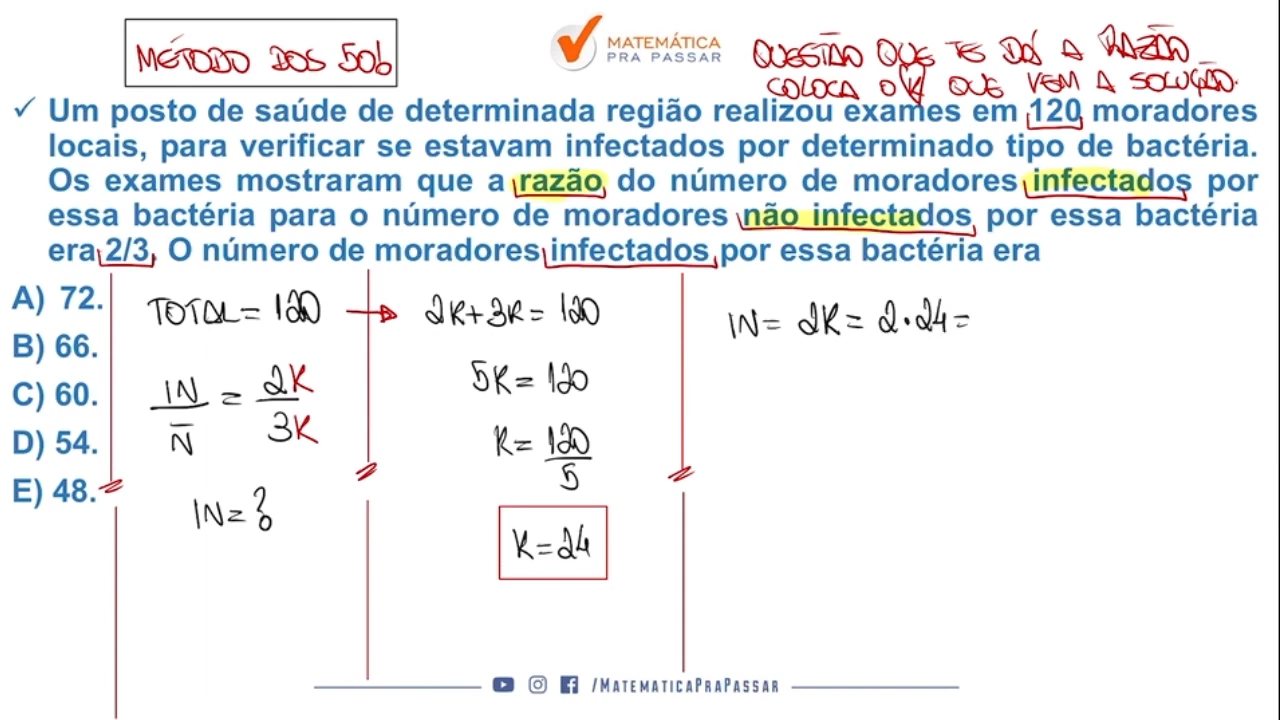 MÉTODO DOS 50%
MATEMÁTICA
PRA PASSAR
QUESTÃO QUE TE DÁ A RAZÃO
COLOCA O K QUE VEM A SOLUÇÃO.
✓ Um posto de saúde de determinada região realizou exames em 120 moradores
locais, para verificar se estavam infectados por determinado tipo de bactéria.
Os exames mostraram que a razão do número de moradores infectados por
essa bactéria para o número de moradores não infectados por essa bactéria
era 2/3. O número de moradores infectados por essa bactéria era
A) 72.
B) 66.
C) 60.
D) 54.
E) 48.
TOTAL = 120
IN/N̅ = 2K/3K
IN = ?
2K+3K = 120
5K = 120
K = 120/5
K = 24
IN = 2K = 2·24 =
/MATEMATICAPRAPASSAR